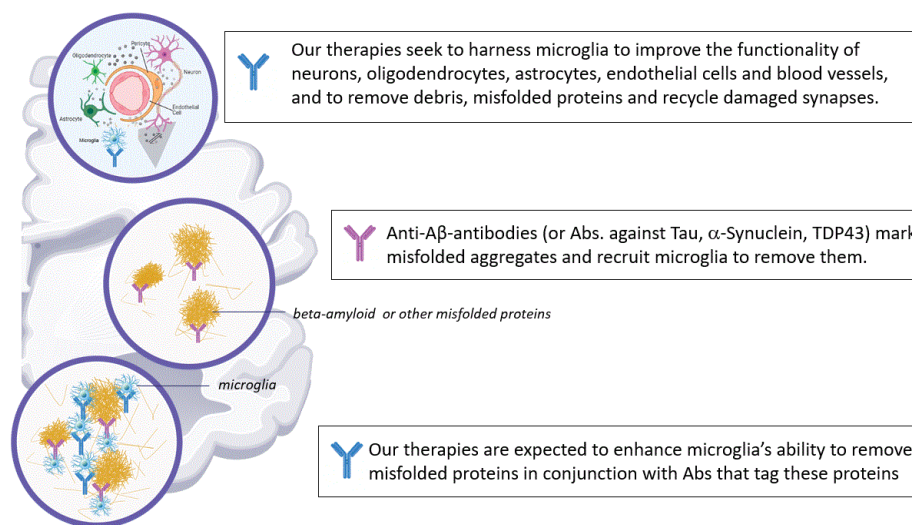 Pericyte
Oligodendrocyte
Neuron
Astrocyte
Endothelial
Cell
Microglia
Our therapies seek to harness microglia to improve the functionality of
neurons, oligodendrocytes, astrocytes, endothelial cells and blood vessels,
and to remove debris, misfolded proteins and recycle damaged synapses.
Anti-Aβ-antibodies (or Abs. against Tau, α-Synuclein, TDP43) mark
misfolded aggregates and recruit microglia to remove them.
beta-amyloid or other misfolded proteins
microglia
Our therapies are expected to enhance microglia’s ability to remove
misfolded proteins in conjunction with Abs that tag these proteins